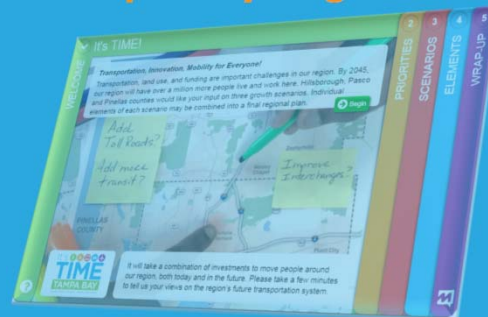 It's TIME!
WELCOME
Transportation, Innovation, Mobility for Everyone!
Transportation, land use, and funding are important challenges in our region. By 2045,
our region will have over a million more people live and work here. Hillsborough, Pasco
and Pinellas counties would like your input on three growth scenarios. Individual
elements of each scenario may be combined into a final regional plan.
Begin
Add
Toll Roads?
Add more
transit?
Improve
Interchange?
PINELLAS
COUNTY
Plant City
IT'S
TIME
TAMPA BAY
It will take a combination of investments to move people around
our region, both today and in the future. Please take a few minutes
to tell us your views on the region's future transportation system.
2
PRIORITIES
3
SCENARIOS
4
ELEMENTS
5
WRAP-UP
?